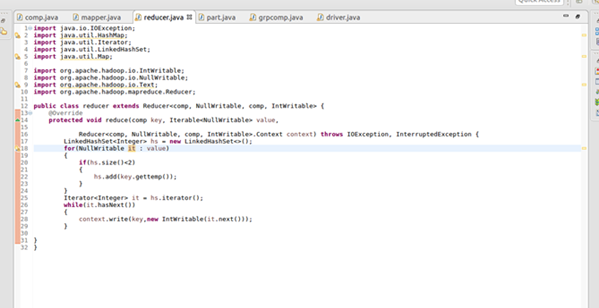 Quick Access
comp.java mapper.java reducer.java part.java grpcomp.java driver.java
1 import java.io.IOException;
2 import java.util.HashMap;
3 import java.util.Iterator;
4 import java.util.LinkedHashSet;
5 import java.util.Map;
6
7 import org.apache.hadoop.io.IntWritable;
8 import org.apache.hadoop.io.NullWritable;
9 import org.apache.hadoop.io.Text;
10 import org.apache.hadoop.mapreduce.Reducer;
11
12 public class reducer extends Reducer<comp, NullWritable, comp, IntWritable> {
13 @Override
14 protected void reduce(comp key, Iterable<NullWritable> value,
15
16 Reducer<comp, NullWritable, comp, IntWritable>.Context context) throws IOException, InterruptedException {
17 LinkedHashSet<Integer> hs = new LinkedHashSet<>();
18 for(NullWritable it : value)
19 {
20 if(hs.size()<2)
21 {
22 hs.add(key.gettemp());
23 }
24 }
25 Iterator<Integer> it = hs.iterator();
26 while(it.hasNext())
27 {
28 context.write(key,new IntWritable(it.next()));
29 }
30
31 }
32 }